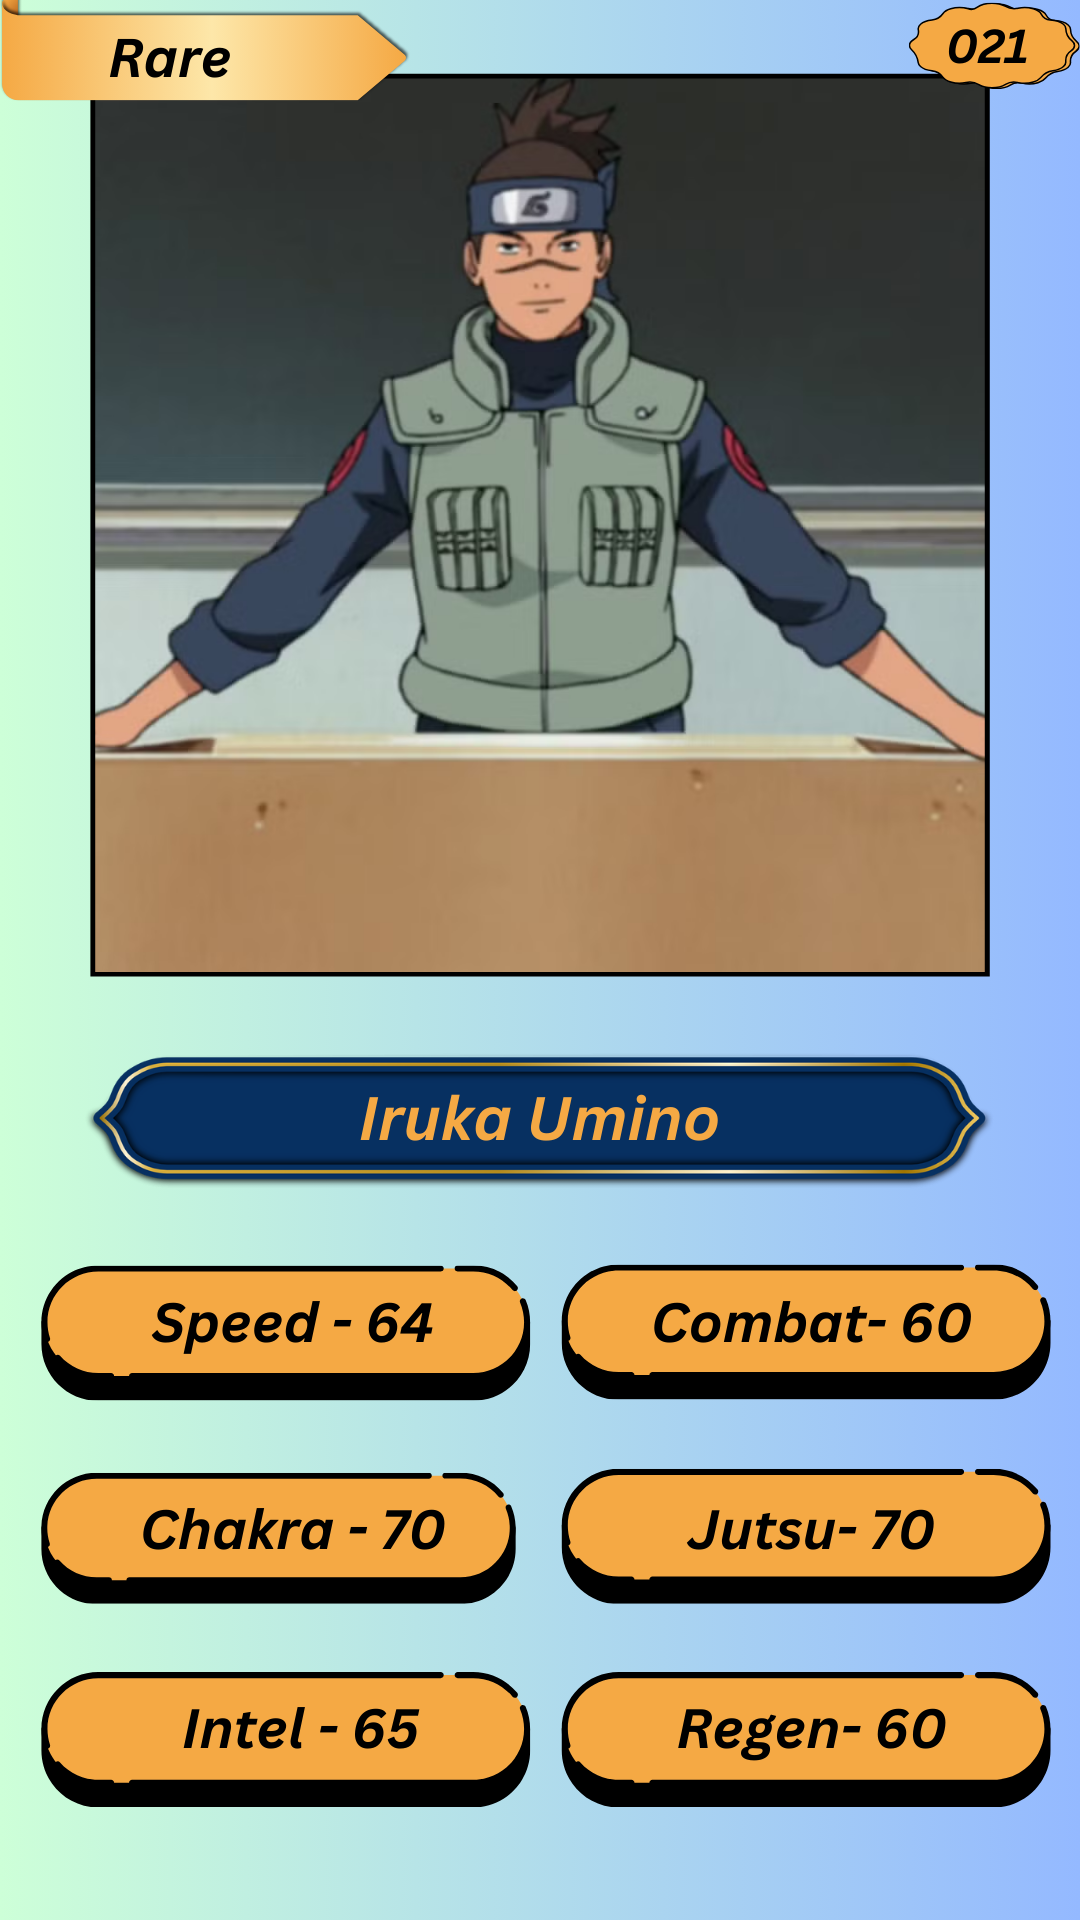 Rare
021
Iruka Umino
Speed - 64
Combat- 60
Chakra - 70
Jutsu- 70
Intel - 65
Regen- 60